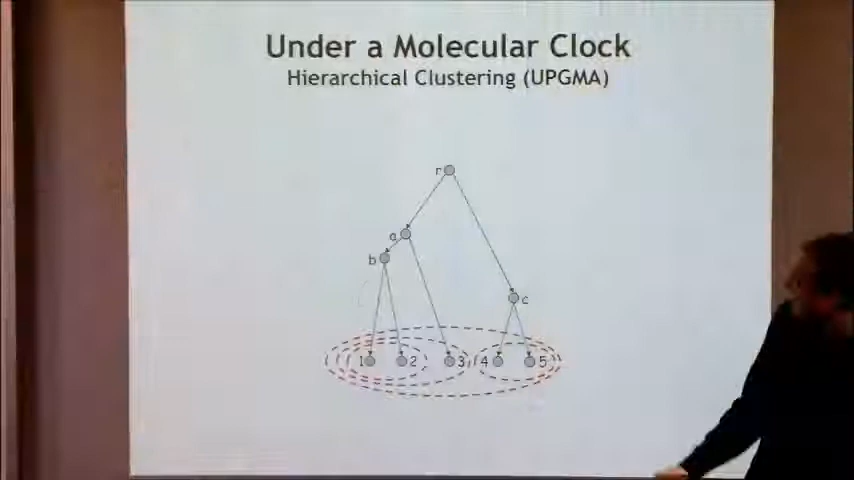 Under a Molecular Clock
Hierarchical Clustering (UPGMA)
r
a
b
c
1 2 3 4 5